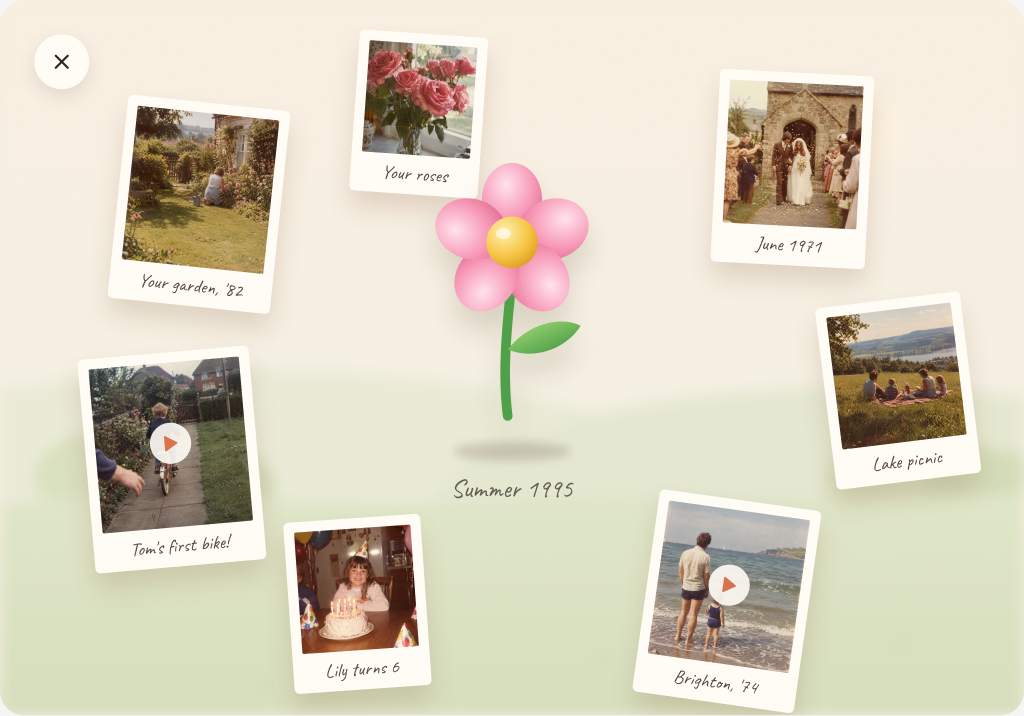 Your roses
June 1971
Your garden, '82
Lake picnic
Tom's first bike!
Summer 1995
Lily turns 6
Brighton, '74